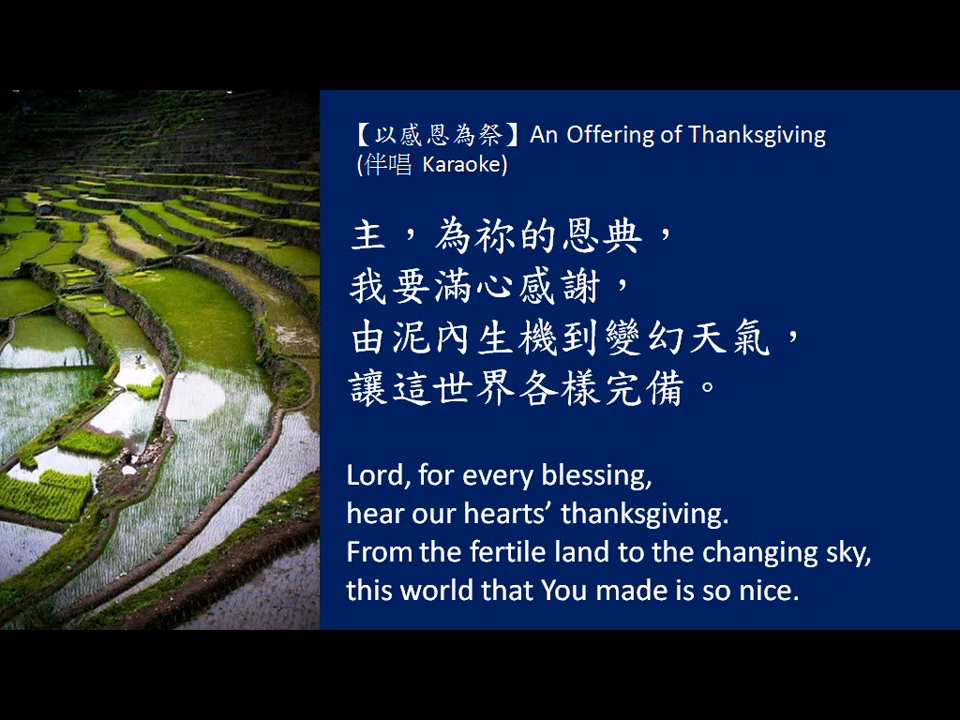 【以感恩為祭】An Offering of Thanksgiving
(伴唱 Karaoke)
主，為祢的恩典，
我要滿心感謝，
由泥內生機到變幻天氣，
讓這世界各樣完備。
Lord, for every blessing,
hear our hearts’ thanksgiving.
From the fertile land to the changing sky,
this world that You made is so nice.